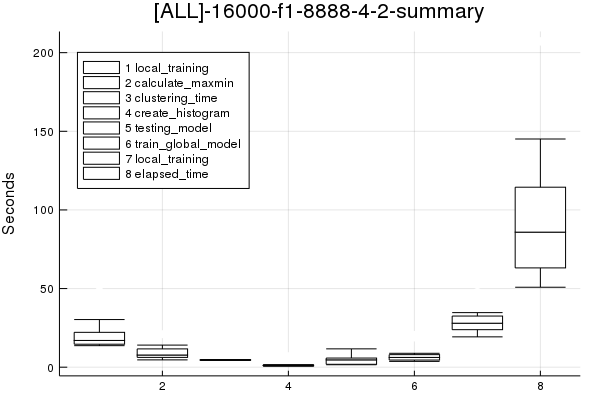 [ALL]-16000-f1-8888-4-2-summary
200
150
100
50
0
Seconds
1 local_training
2 calculate_maxmin
3 clustering_time
4 create_histogram
5 testing_model
6 train_global_model
7 local_training
8 elapsed_time
2
4
6
8